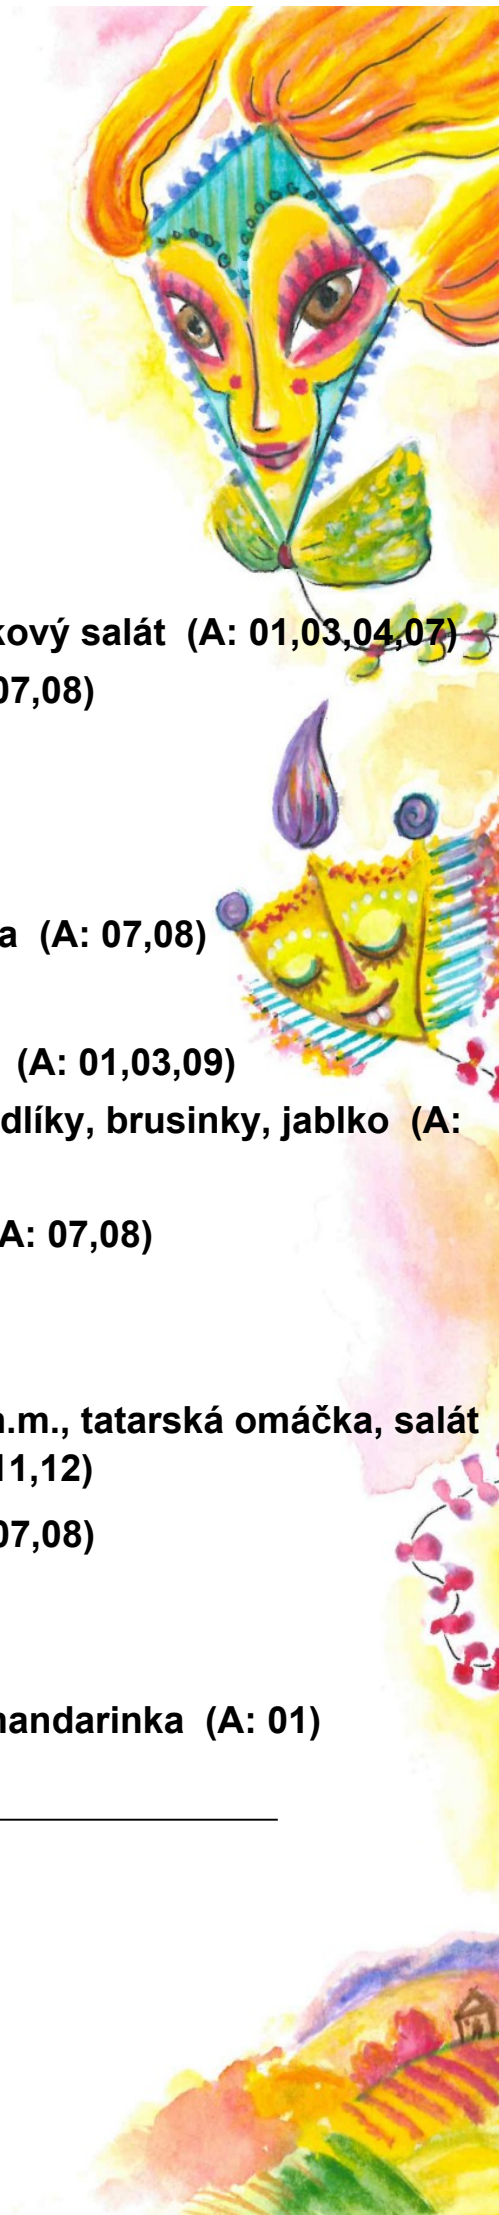 kový salát (A: 01,03,04,07)
07,08)
a (A: 07,08)
(A: 01,03,09)
dlíky, brusinky, jablko (A:
A: 07,08)
n.m., tatarská omáčka, salát
11,12)
07,08)
nandarinka (A: 01)